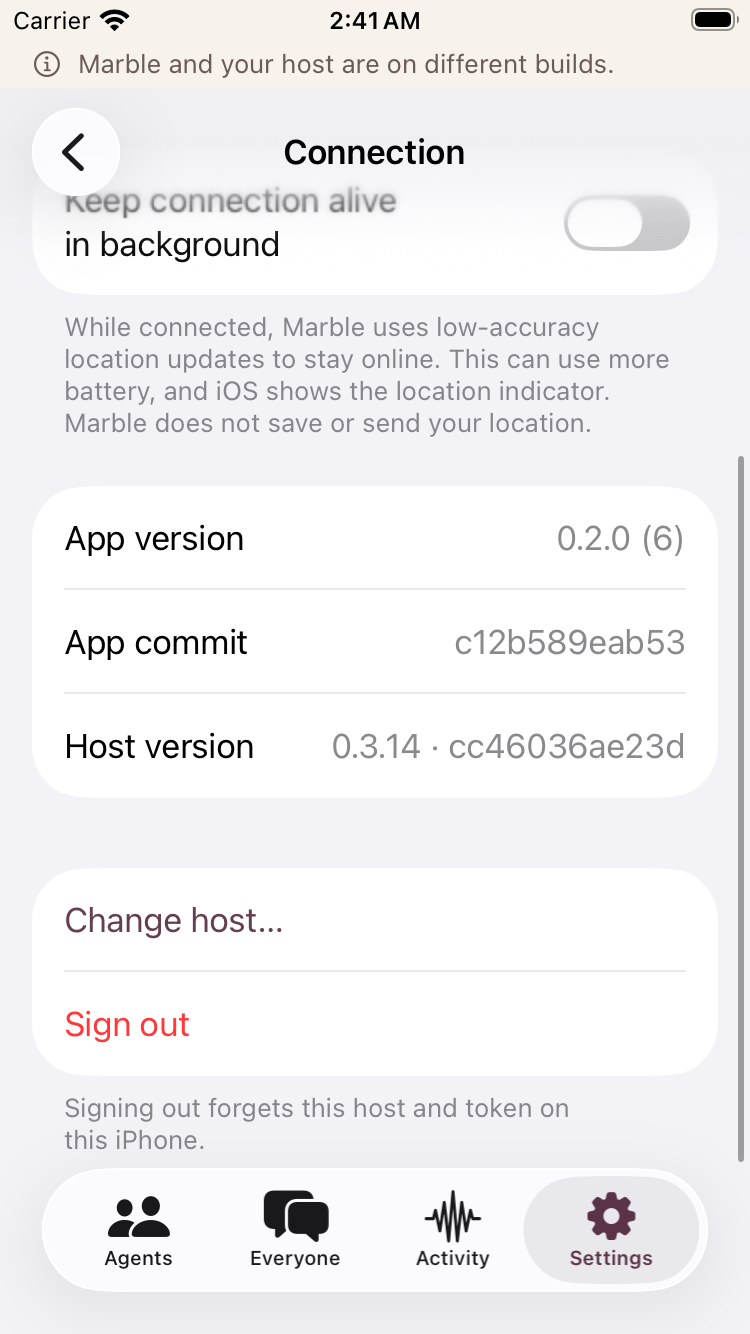 Carrier
2:41 AM
Marble and your host are on different builds.
Connection
Keep connection alive
in background
While connected, Marble uses low-accuracy
location updates to stay online. This can use more
battery, and iOS shows the location indicator.
Marble does not save or send your location.
App version
0.2.0 (6)
App commit
c12b589eab53
Host version
0.3.14 · cc46036ae23d
Change host...
Sign out
Signing out forgets this host and token on
this iPhone.
Agents
Everyone
Activity
Settings